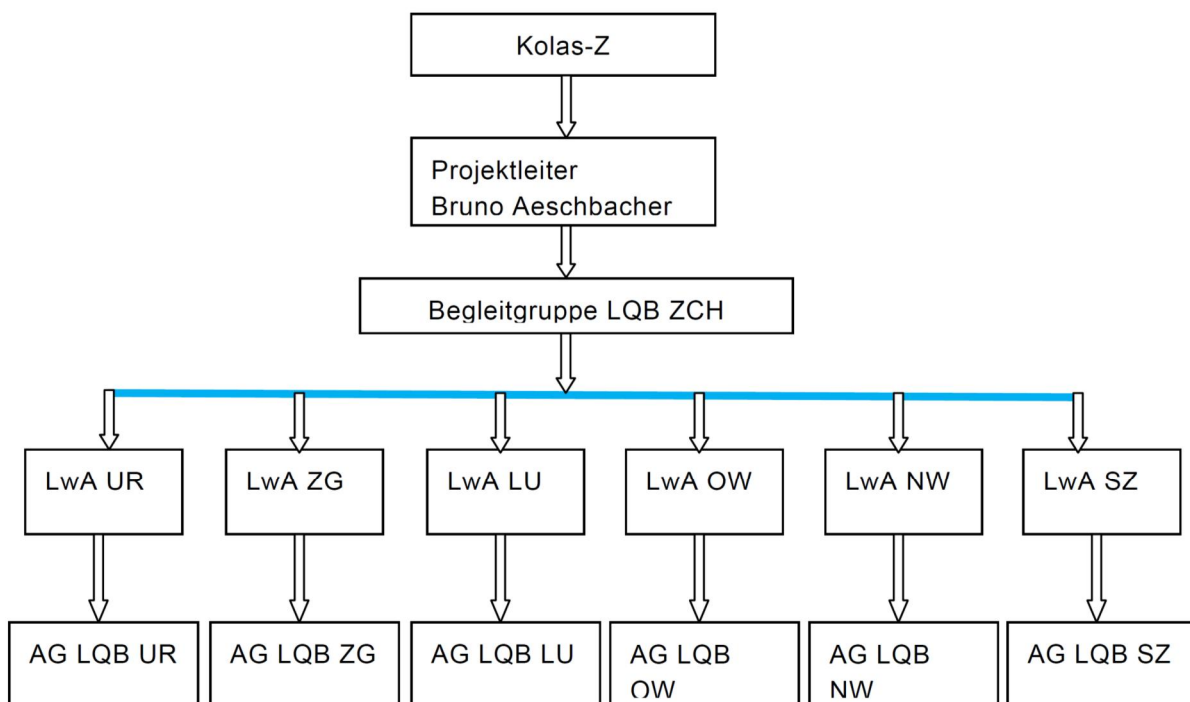 Kolas-Z
Projektleiter
Bruno Aeschbacher
Begleitgruppe LQB ZCH
LwA UR
LwA ZG
LwA LU
LwA OW
LwA NW
LwA SZ
AG LQB UR
AG LQB ZG
AG LQB LU
AG LQB
OW
AG LQB
NW
AG LQB SZ